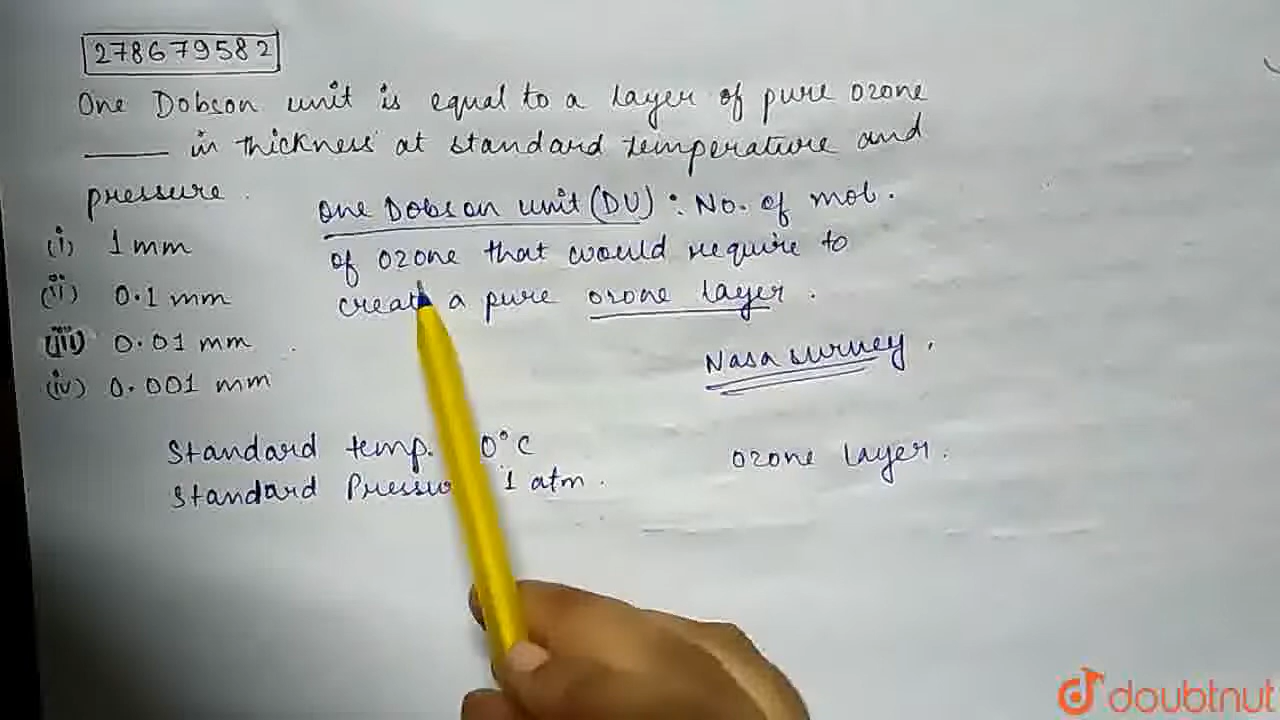 278679582
One Dobson unit is equal to a layer of pure ozone
____ in thickness at standard temperature and
pressure.
(i) 1 mm
(ii) 0.1 mm
(iii) 0.01 mm
(iv) 0.001 mm
One Dobson unit (DU) : No. of mol.
of ozone that would require to
creat a pure ozone layer.
Nasa survey.
Standard temp. 0°C
Standard Pressu 1 atm.
ozone layer.
doubtnut